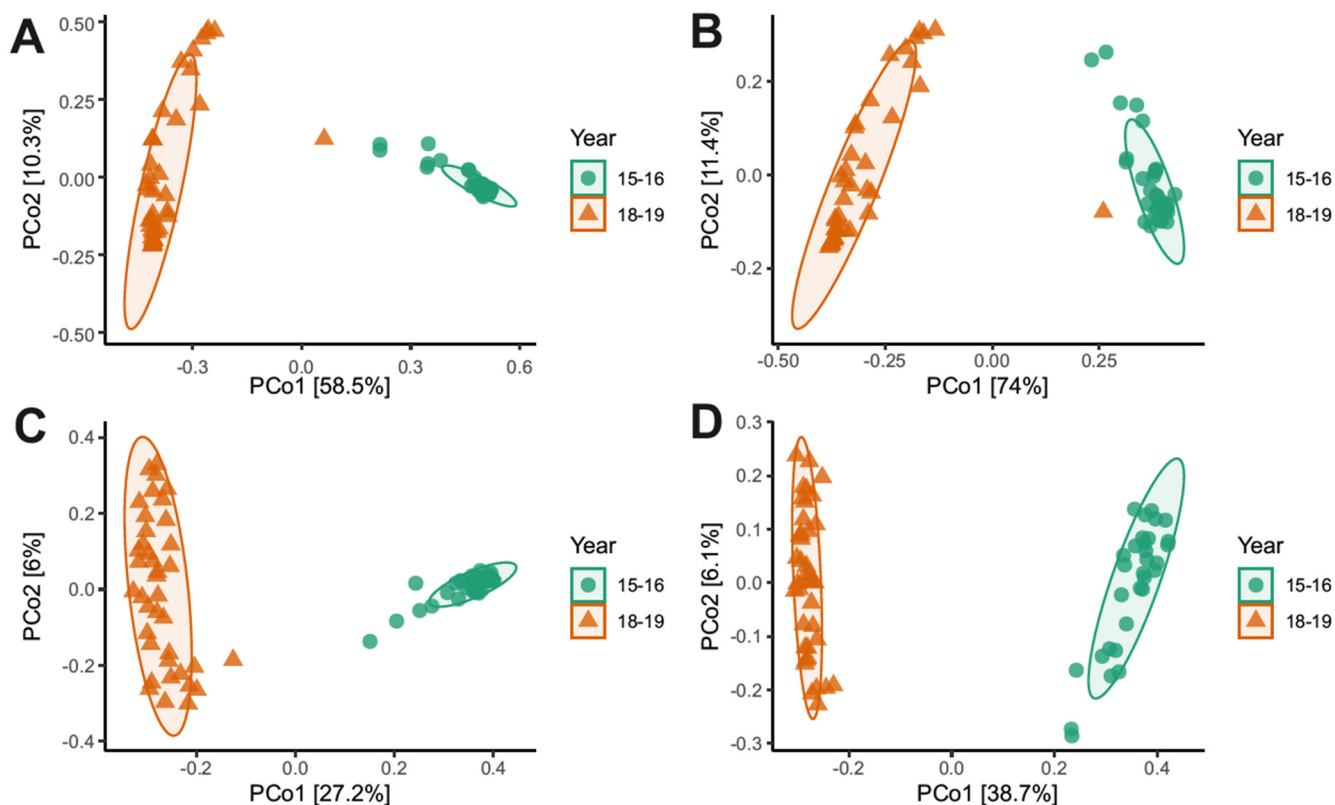 A
0.50
0.25
0.00
-0.25
-0.50
PCo2 [10.3%]
-0.3
0.0
0.3
0.6
PCo1 [58.5%]
Year
15-16
18-19
B
0.2
0.0
-0.2
PCo2 [11.4%]
-0.50
-0.25
0.00
0.25
PCo1 [74%]
Year
15-16
18-19
C
0.4
0.2
0.0
-0.2
-0.4
PCo2 [6%]
-0.2
0.0
0.2
0.4
PCo1 [27.2%]
Year
15-16
18-19
D
0.3
0.2
0.1
0.0
-0.1
-0.2
-0.3
PCo2 [6.1%]
-0.2
0.0
0.2
0.4
PCo1 [38.7%]
Year
15-16
18-19